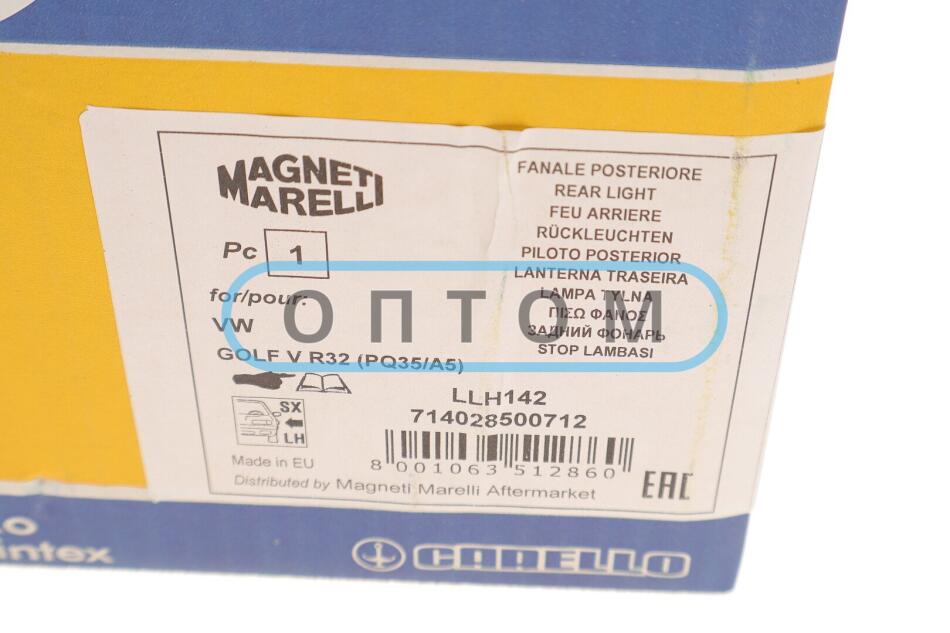 MAGNETI
MARELLI
Pc 1
for/pour:
VW
GOLF V R32 (PQ35/A5)
FANALE POSTERIORE
REAR LIGHT
FEU ARRIERE
RÜCKLEUCHTEN
PILOTO POSTERIOR
LANTERNA TRASEIRA
LAMPA TYLNA
ΠΙΣΩ ΦΑΝΟΣ
ЗАДНИЙ ФОНАРЬ
STOP LAMBASI
ОПТОМ
LLH142
714028500712
SX
LH
8 001063 512860
Made in EU
Distributed by Magneti Marelli Aftermarket
EAC
CARELLO